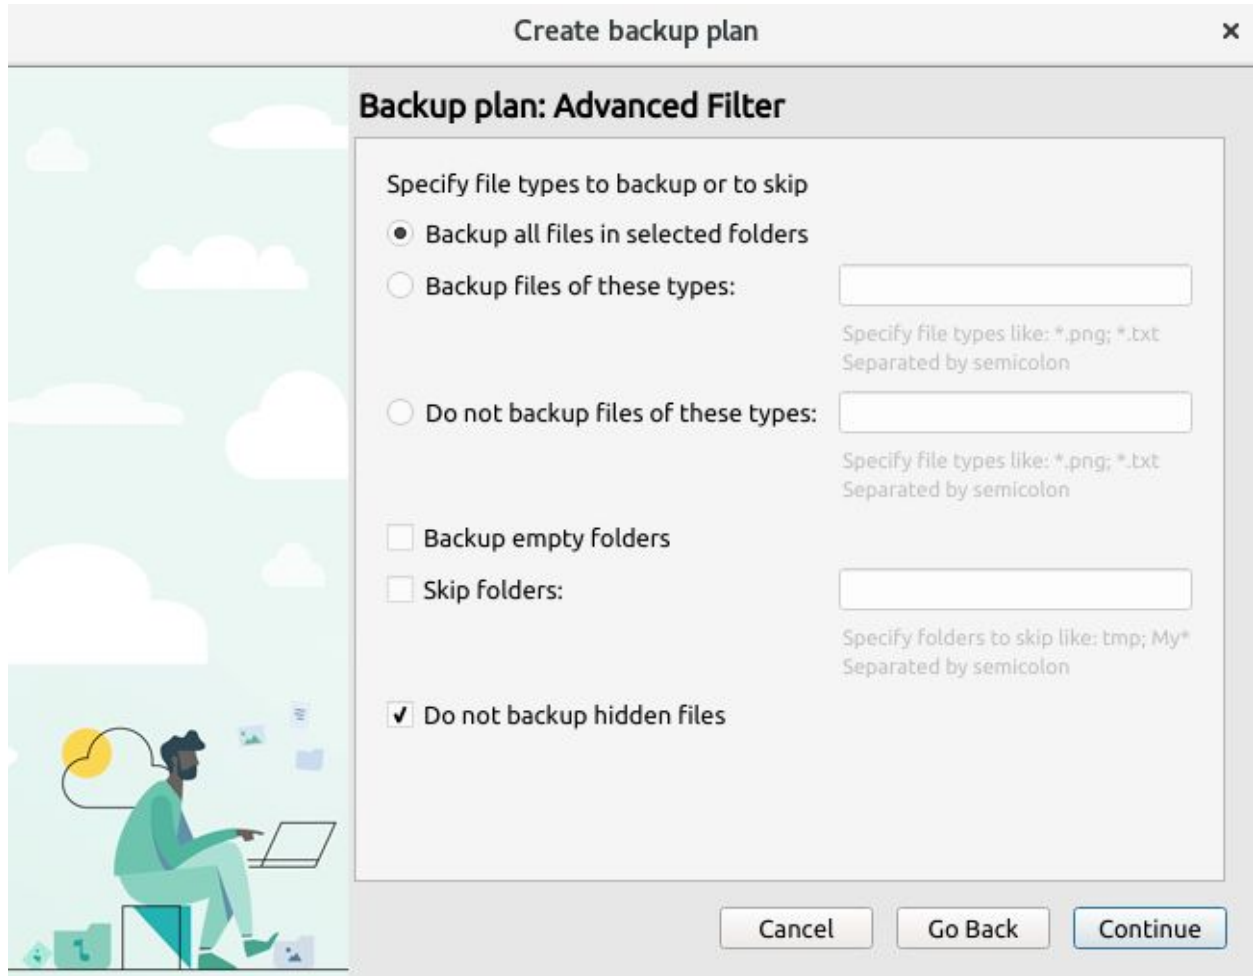 Create backup plan
Backup plan: Advanced Filter
Specify file types to backup or to skip
Backup all files in selected folders
Backup files of these types:
Specify file types like: *.png; *.txt
Separated by semicolon
Do not backup files of these types:
Specify file types like: *.png; *.txt
Separated by semicolon
Backup empty folders
Skip folders:
Specify folders to skip like: tmp; My*
Separated by semicolon
Do not backup hidden files
Cancel Go Back Continue